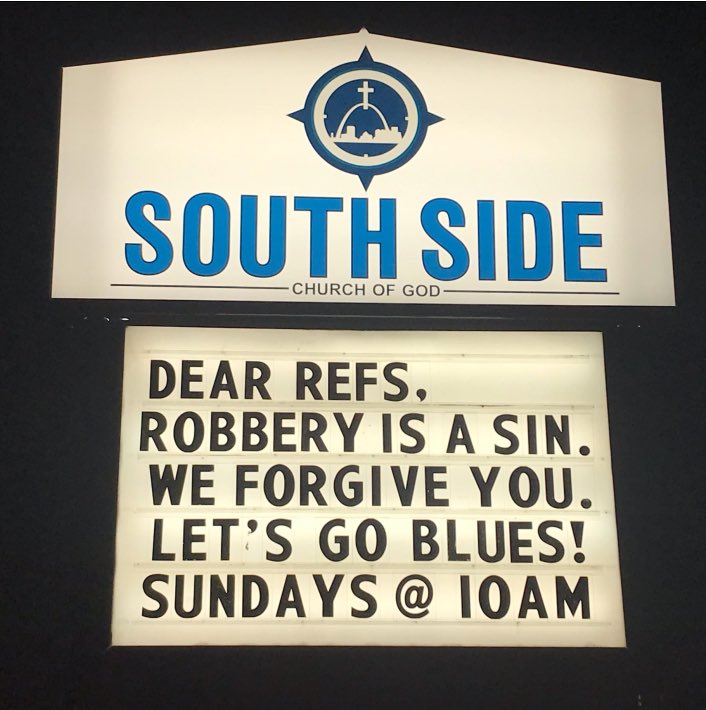 SOUTH SIDE
CHURCH OF GOD
DEAR REFS,
ROBBERY IS A SIN.
WE FORGIVE YOU.
LET'S GO BLUES!
SUNDAYS @ 10AM